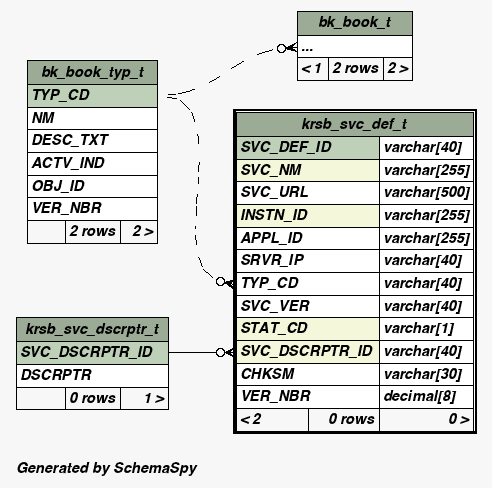 bk_book_t
...
< 1 2 rows 2 >
bk_book_typ_t
TYP_CD
NM
DESC_TXT
ACTV_IND
OBJ_ID
VER_NBR
2 rows 2 >
krsb_svc_def_t
SVC_DEF_ID varchar[40]
SVC_NM varchar[255]
SVC_URL varchar[500]
INSTN_ID varchar[255]
APPL_ID varchar[255]
SRVR_IP varchar[40]
TYP_CD varchar[40]
SVC_VER varchar[40]
STAT_CD varchar[1]
SVC_DSCRPTR_ID varchar[40]
CHKSM varchar[30]
VER_NBR decimal[8]
< 2 0 rows 0 >
krsb_svc_dscrptr_t
SVC_DSCRPTR_ID
DSCRPTR
0 rows 1 >
Generated by SchemaSpy